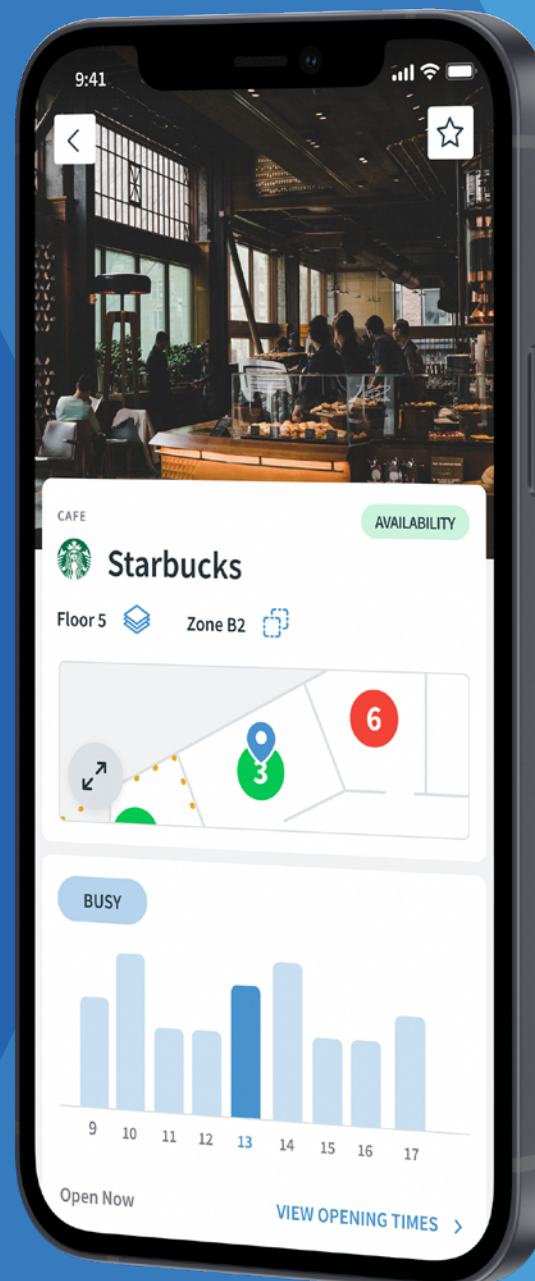 9:41
CAFE
AVAILABILITY
Starbucks
Floor 5
Zone B2
6
3
BUSY
9 10 11 12 13 14 15 16 17
Open Now
VIEW OPENING TIMES